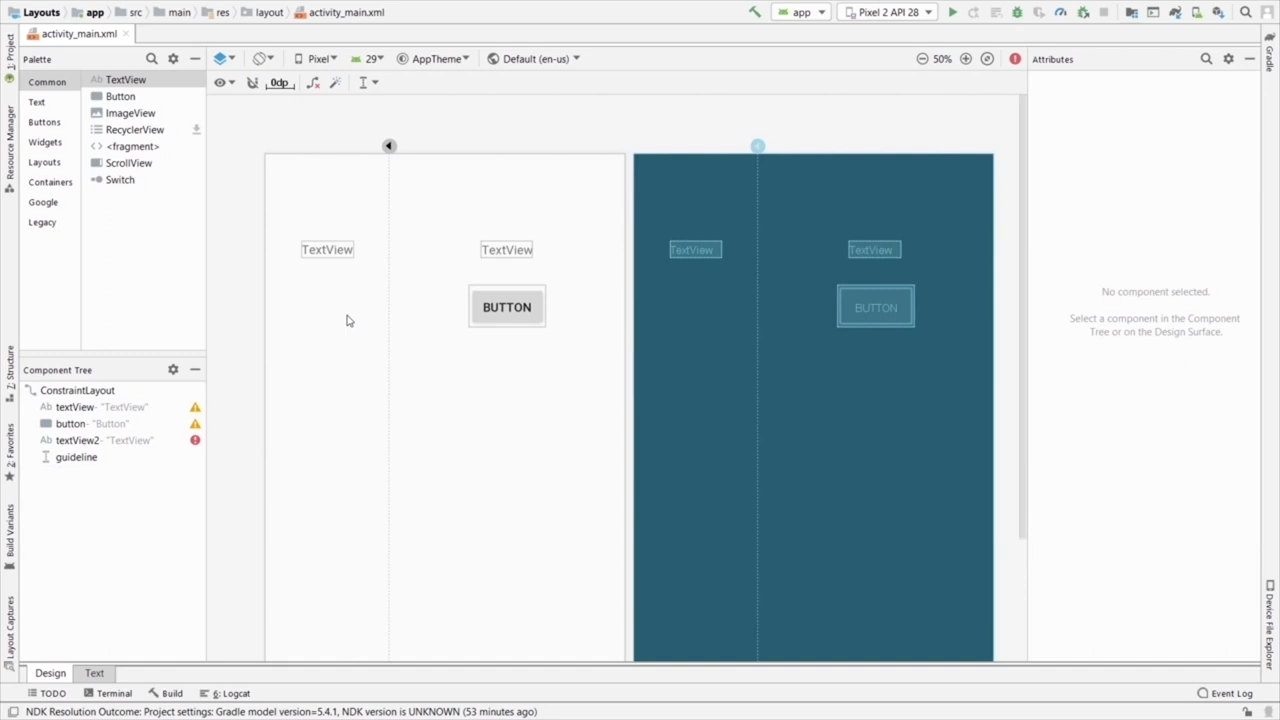 Layouts app src main res layout activity_main.xml app Pixel 2 API 28
activity_main.xml
Palette Pixel 29 AppTheme Default (en-us) 50% Attributes
Common
Text
Buttons
Widgets
Layouts
Containers
Google
Legacy
Ab TextView
Button
ImageView
RecyclerView
<> <fragment>
ScrollView
Switch
0dp
TextView TextView
BUTTON
TextView TextView
BUTTON
No component selected.
Select a component in the Component
Tree or on the Design Surface.
Component Tree
ConstraintLayout
Ab textView- "TextView"
button- "Button"
Ab textView2- "TextView"
guideline
1: Project
Resource Manager
7: Structure
2: Favorites
Build Variants
Layout Captures
Gradle
Device File Explorer
Design Text
TODO Terminal Build 6: Logcat Event Log
NDK Resolution Outcome: Project settings: Gradle model version=5.4.1, NDK version is UNKNOWN (53 minutes ago)